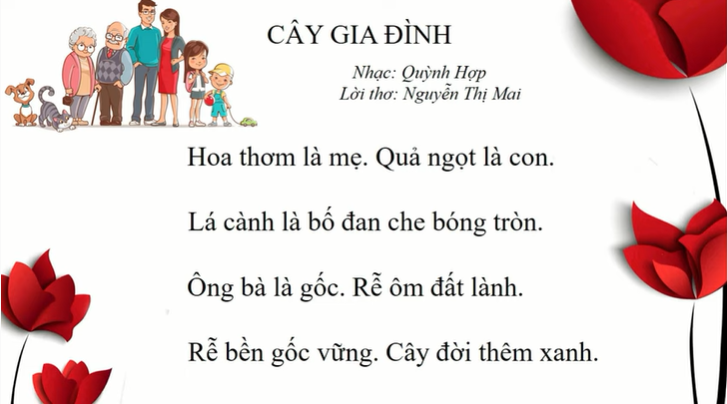 CÂY GIA ĐÌNH
Nhạc: Quỳnh Hợp
Lời thơ: Nguyễn Thị Mai
Hoa thơm là mẹ. Quả ngọt là con.
Lá cành là bố đan che bóng tròn.
Ông bà là gốc. Rễ ôm đất lành.
Rễ bền gốc vững. Cây đời thêm xanh.